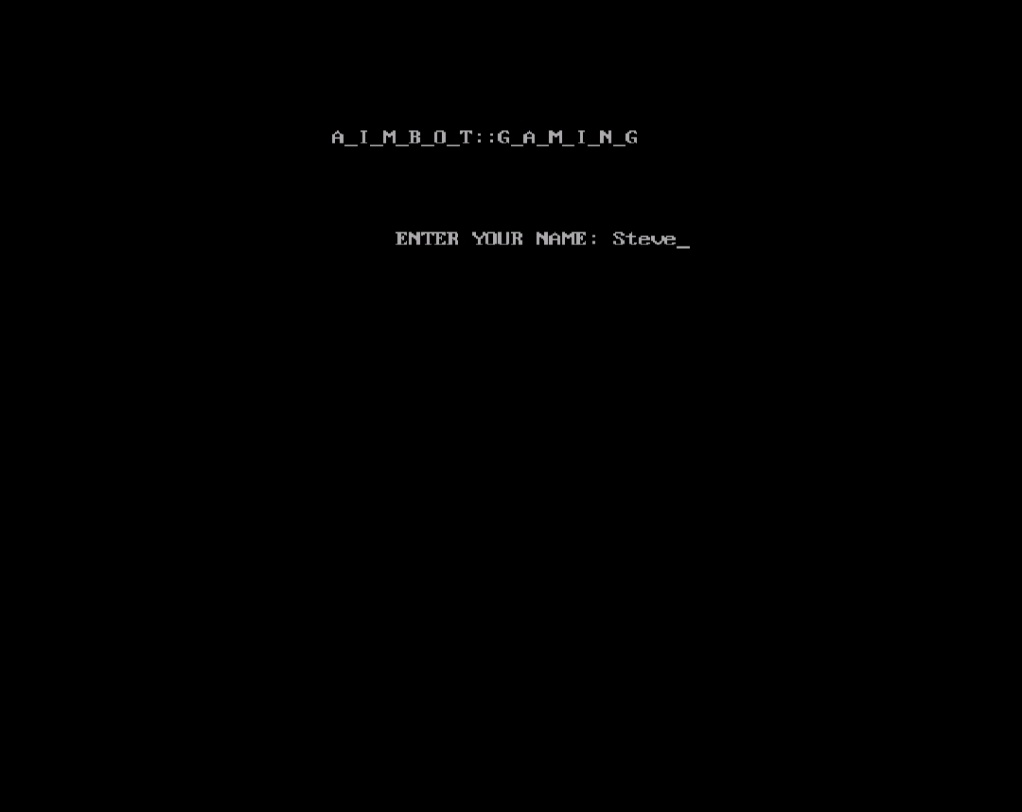 A_I_M_B_O_T::G_A_M_I_N_G
ENTER YOUR NAME: Steve_